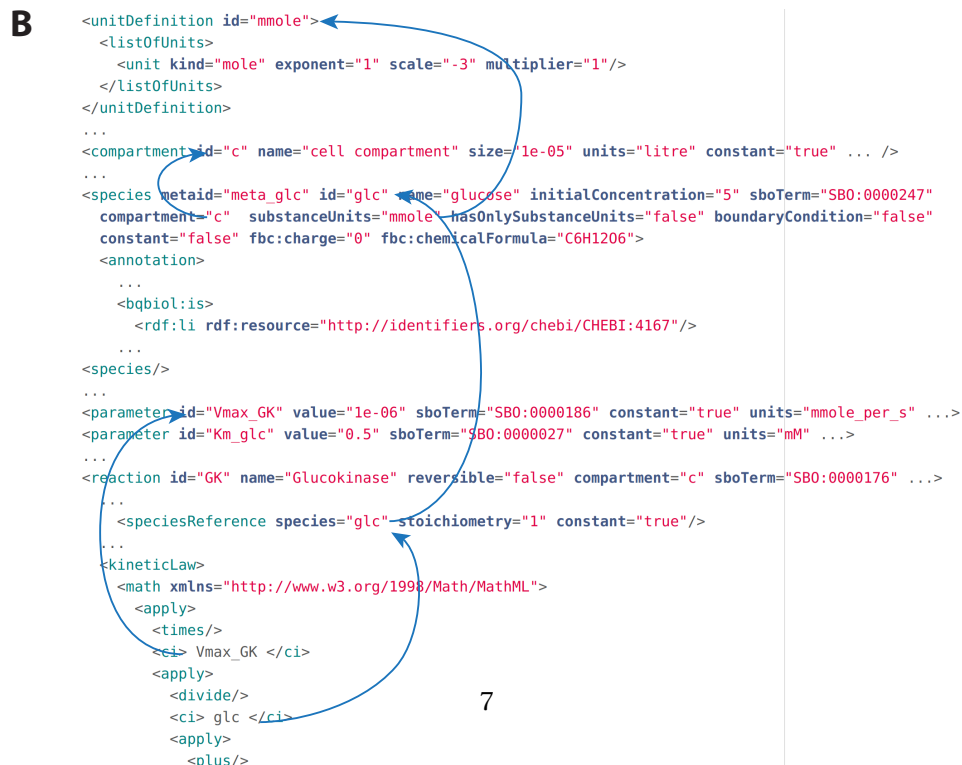 B
<unitDefinition id="mmole">
<listOfUnits>
<unit kind="mole" exponent="1" scale="-3" multiplier="1"/>
</listOfUnits>
</unitDefinition>
...
<compartment id="c" name="cell compartment" size="1e-05" units="litre" constant="true" ... />
...
<species metaid="meta_glc" id="glc" name="glucose" initialConcentration="5" sboTerm="SBO:0000247"
compartment="c" substanceUnits="mmole" hasOnlySubstanceUnits="false" boundaryCondition="false"
constant="false" fbc:charge="0" fbc:chemicalFormula="C6H12O6">
<annotation>
...
<bqbiol:is>
<rdf:li rdf:resource="http://identifiers.org/chebi/CHEBI:4167"/>
...
<species/>
...
<parameter id="Vmax_GK" value="1e-06" sboTerm="SBO:0000186" constant="true" units="mmole_per_s" ...>
<parameter id="Km_glc" value="0.5" sboTerm="SBO:0000027" constant="true" units="mM" ...>
...
<reaction id="GK" name="Glucokinase" reversible="false" compartment="c" sboTerm="SBO:0000176" ...>
...
<speciesReference species="glc" stoichiometry="1" constant="true"/>
...
<kineticLaw>
<math xmlns="http://www.w3.org/1998/Math/MathML">
<apply>
<times/>
<ci> Vmax_GK </ci>
<apply>
<divide/>
<ci> glc </ci>
<apply>
<plus/>
7